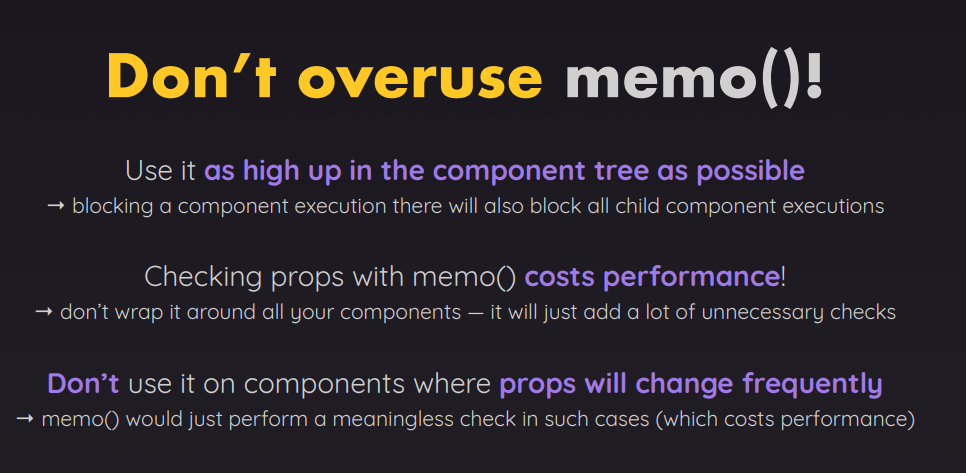 Don’t overuse memo()!
Use it as high up in the component tree as possible
→ blocking a component execution there will also block all child component executions
Checking props with memo() costs performance!
→ don’t wrap it around all your components — it will just add a lot of unnecessary checks
Don’t use it on components where props will change frequently
→ memo() would just perform a meaningless check in such cases (which costs performance)